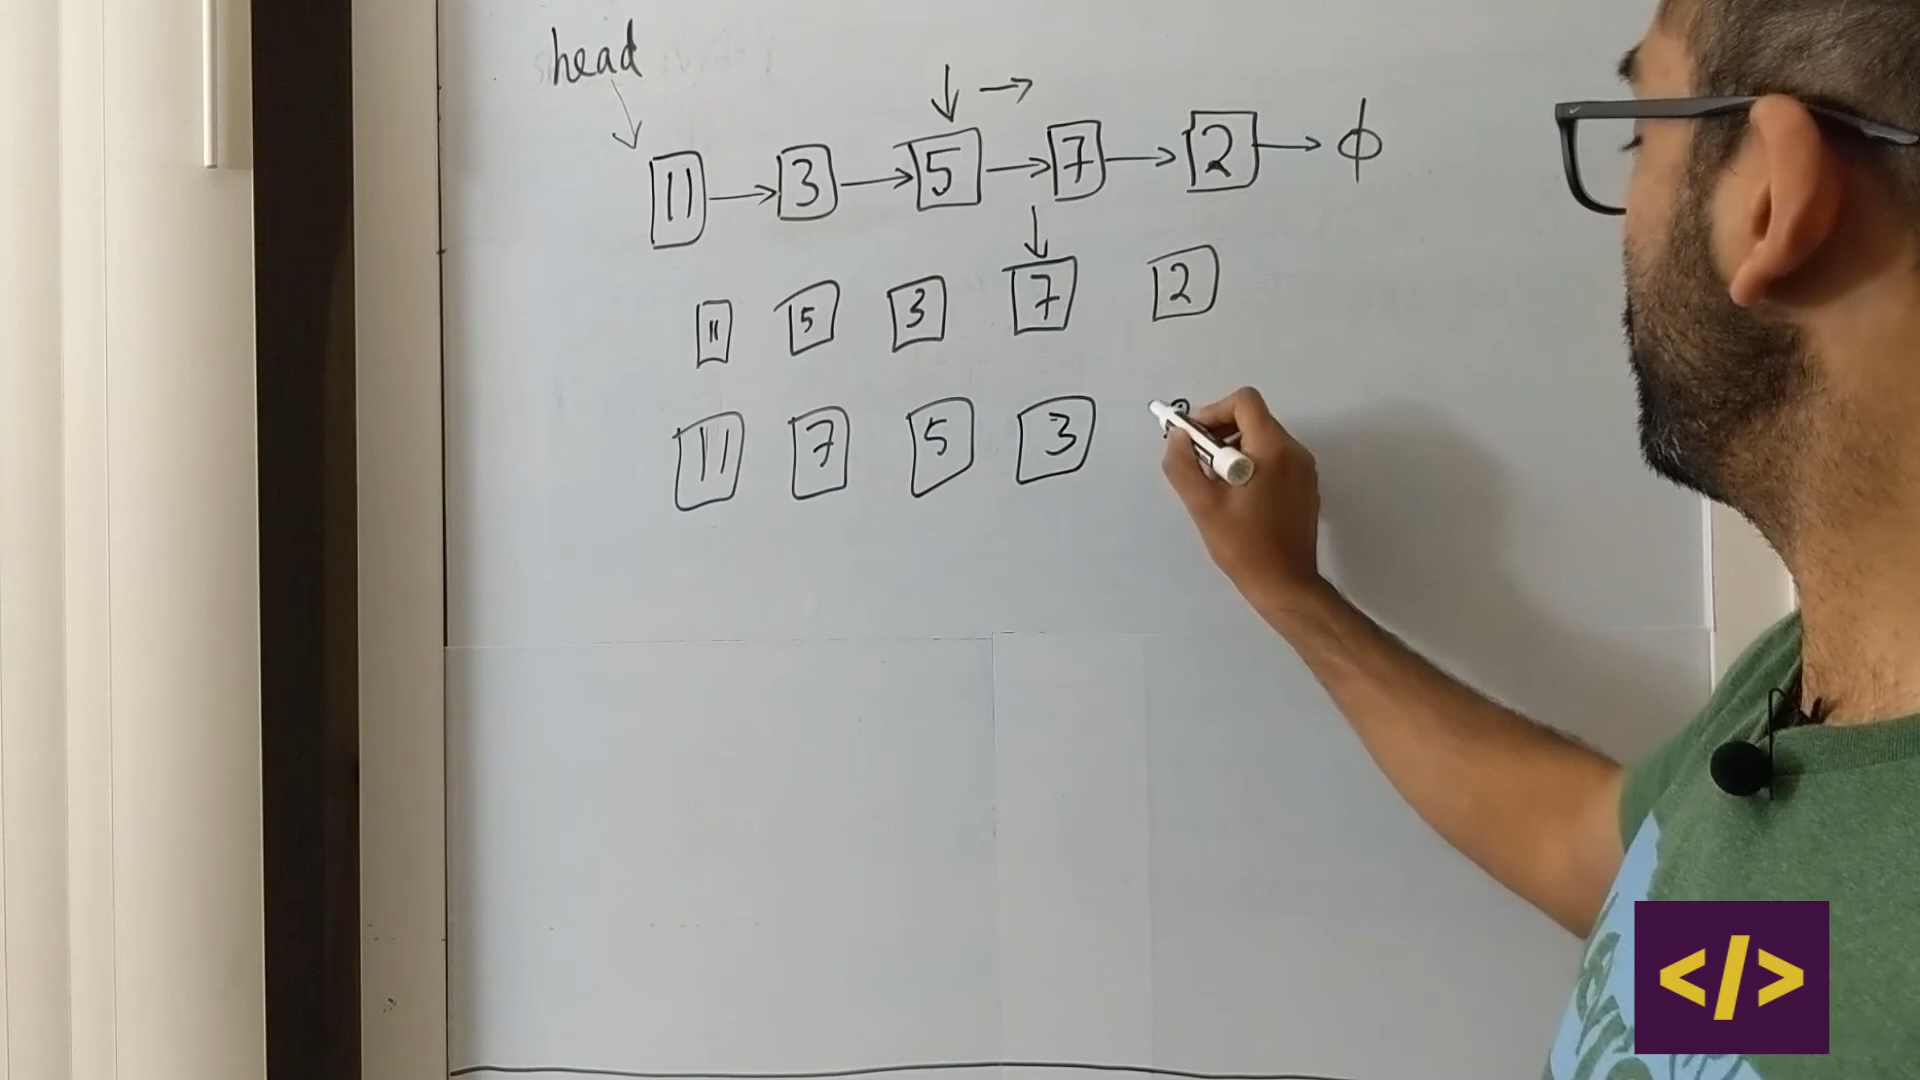 head
11 → 3 → 5 → 7 → 2 → ϕ
11 5 3 7 2
11 7 5 3
</>